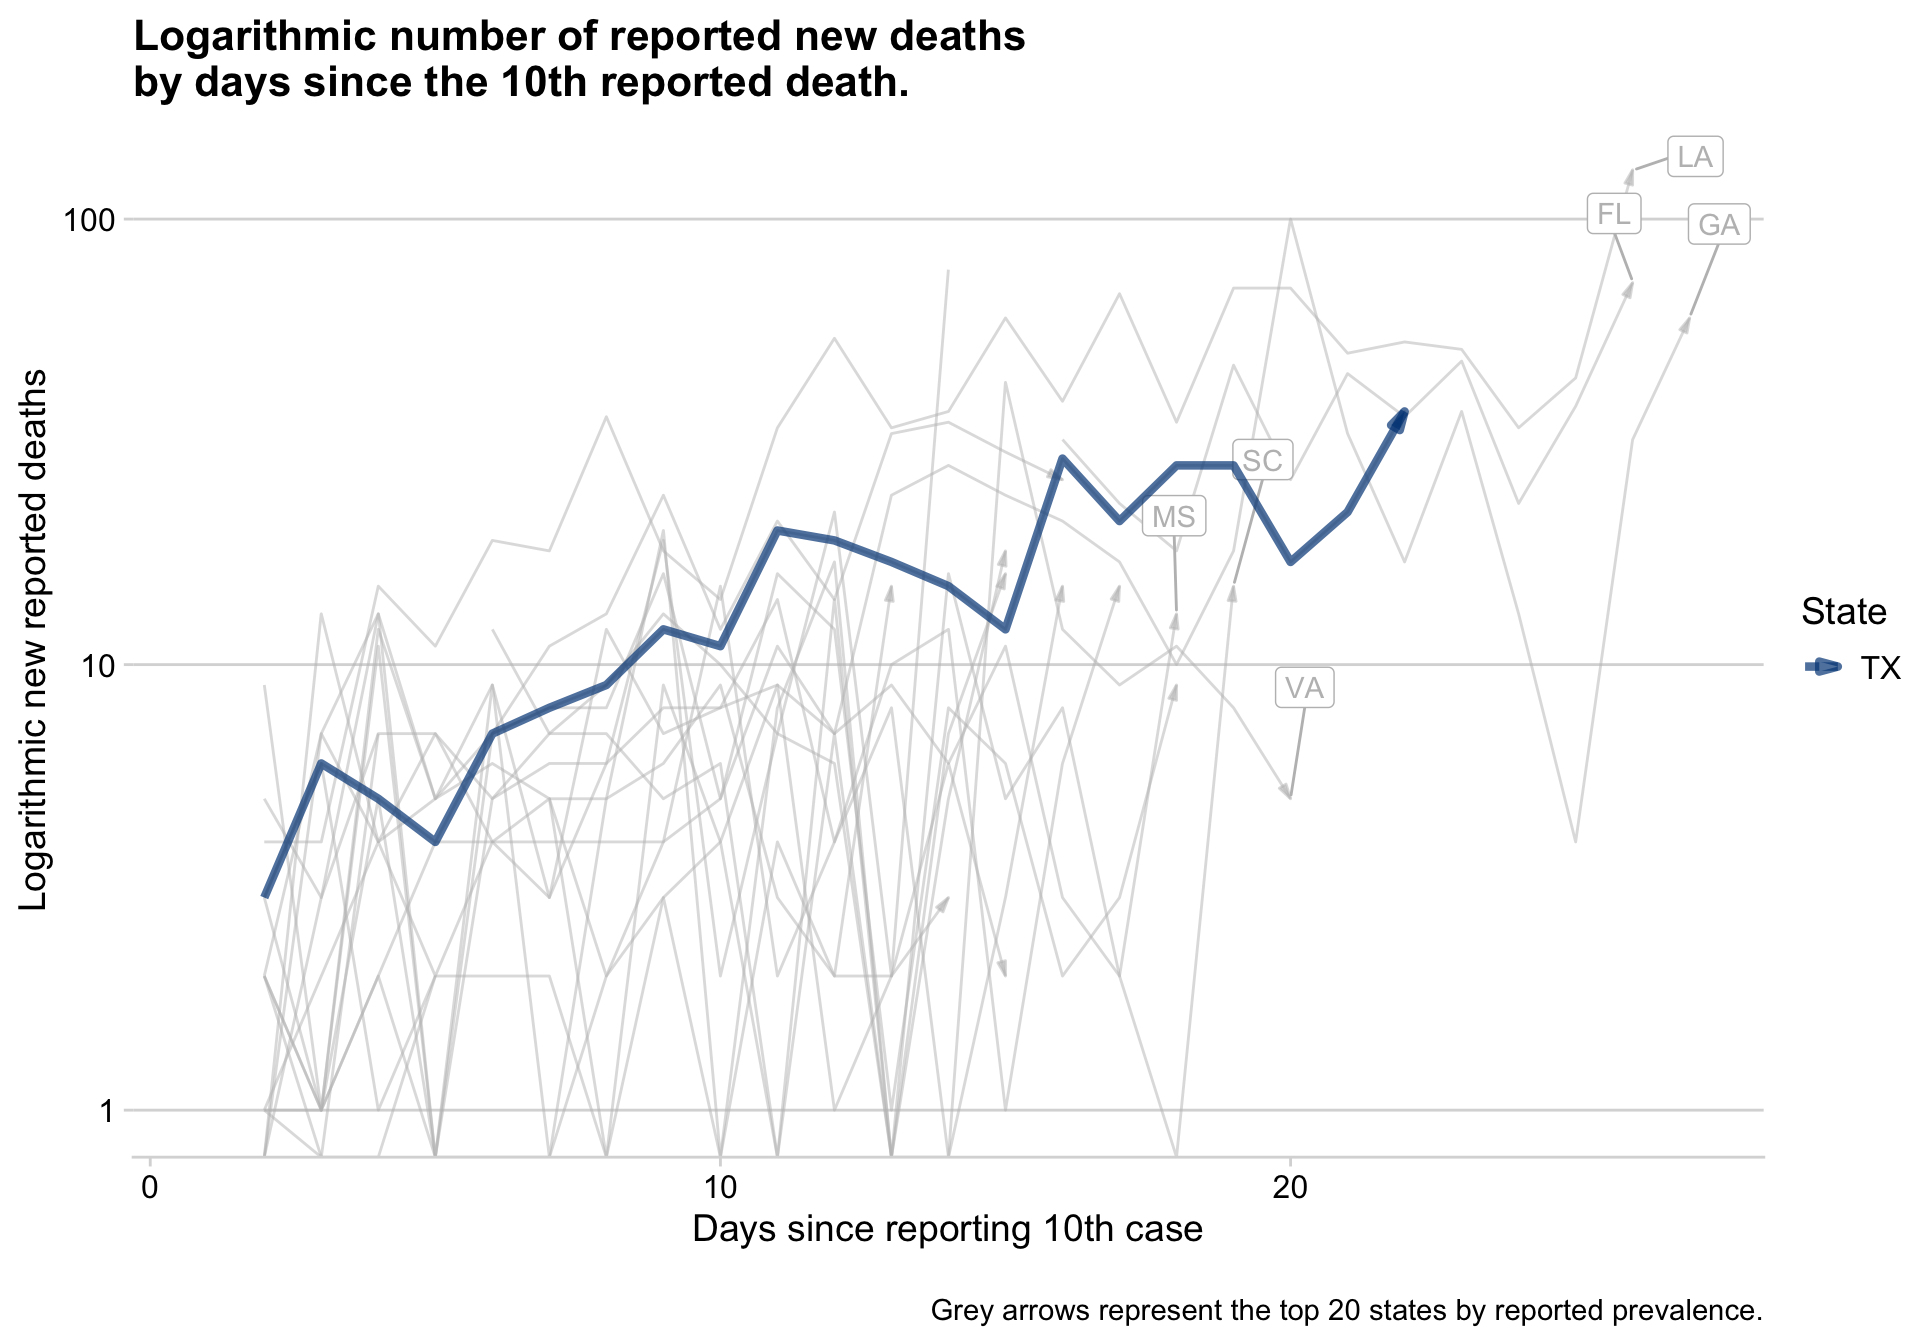 Logarithmic number of reported new deaths
by days since the 10th reported death.
LA
FL
GA
100
SC
MS
State
10
TX
VA
Logarithmic new reported deaths
1
0
10
20
Days since reporting 10th case
Grey arrows represent the top 20 states by reported prevalence.